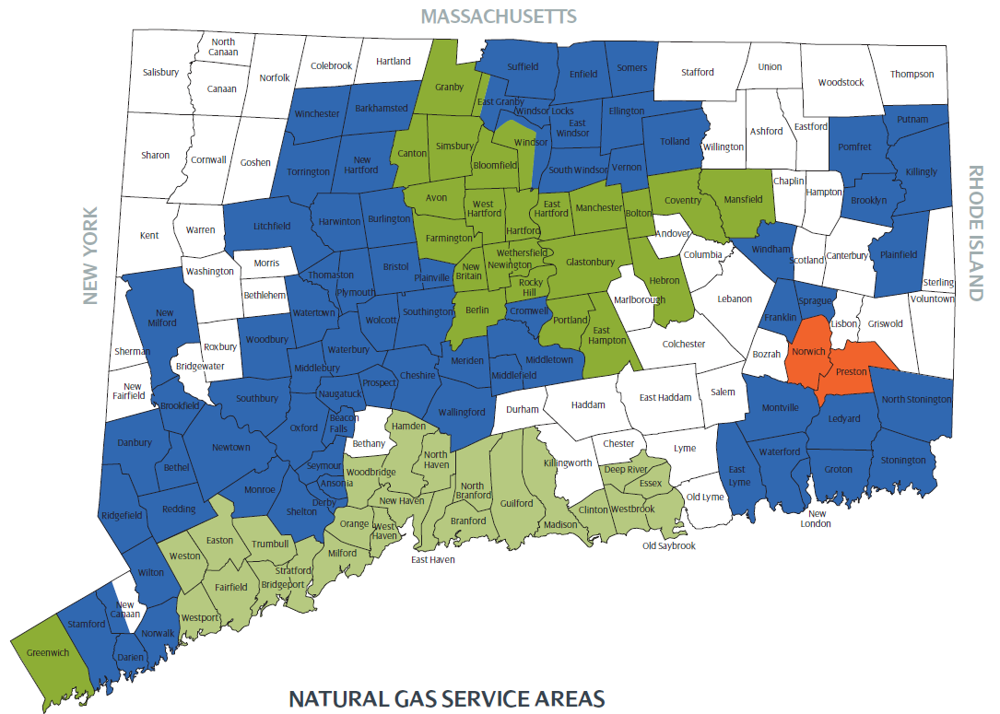 MASSACHUSETTS
NEW YORK
RHODE ISLAND
North
Canaan
Salisbury
Canaan
Norfolk
Colebrook
Hartland
Granby
Suffield
Enfield
Somers
Stafford
Union
Woodstock
Thompson
Winchester
Barkhamsted
East Granby
Windsor Locks
East
Windsor
Ellington
Tolland
Willington
Ashford
Eastford
Pomfret
Putnam
Killingly
Sharon
Cornwall
Goshen
Torrington
New
Hartford
Canton
Simsbury
Bloomfield
Windsor
South Windsor
Vernon
Coventry
Mansfield
Chaplin
Hampton
Brooklyn
Kent
Warren
Litchfield
Harwinton
Burlington
Avon
West
Hartford
Hartford
East
Hartford
Manchester
Bolton
Andover
Columbia
Windham
Scotland
Canterbury
Plainfield
Sterling
Farmington
Washington
Morris
Bethlehem
Thomaston
Plymouth
Bristol
Plainville
New
Britain
Wethersfield
Newington
Rocky
Hill
Glastonbury
Hebron
Marlborough
Lebanon
Franklin
Sprague
Lisbon
Griswold
Voluntown
New
Milford
Sherman
Roxbury
Bridgewater
Woodbury
Watertown
Waterbury
Middlebury
Wolcott
Southington
Berlin
Cromwell
Portland
East
Hampton
Colchester
Bozrah
Norwich
Preston
New
Fairfield
Brookfield
Southbury
Naugatuck
Prospect
Cheshire
Meriden
Middlefield
Middletown
Durham
Haddam
East Haddam
Salem
Montville
Ledyard
North Stonington
Danbury
Bethel
Newtown
Oxford
Beacon
Falls
Bethany
Hamden
Wallingford
Seymour
Ansonia
Derby
Woodbridge
North
Haven
North
Branford
Guilford
Killingworth
Chester
Deep River
Essex
Lyme
East
Lyme
Waterford
Groton
Stonington
New
London
Ridgefield
Redding
Monroe
Shelton
Orange
New Haven
West
Haven
East Haven
Branford
Madison
Clinton
Westbrook
Old Saybrook
Old Lyme
Wilton
Weston
Easton
Trumbull
Stratford
Milford
Fairfield
Bridgeport
Westport
New
Canaan
Stamford
Norwalk
Darien
Greenwich
NATURAL GAS SERVICE AREAS